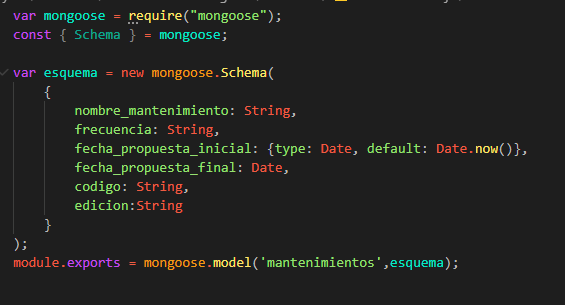 var mongoose = require("mongoose");
const { Schema } = mongoose;
var esquema = new mongoose.Schema(
    {
        nombre_mantenimiento: String,
        frecuencia: String,
        fecha_propuesta_inicial: {type: Date, default: Date.now()},
        fecha_propuesta_final: Date,
        codigo: String,
        edicion:String
    }
);
module.exports = mongoose.model('mantenimientos',esquema);